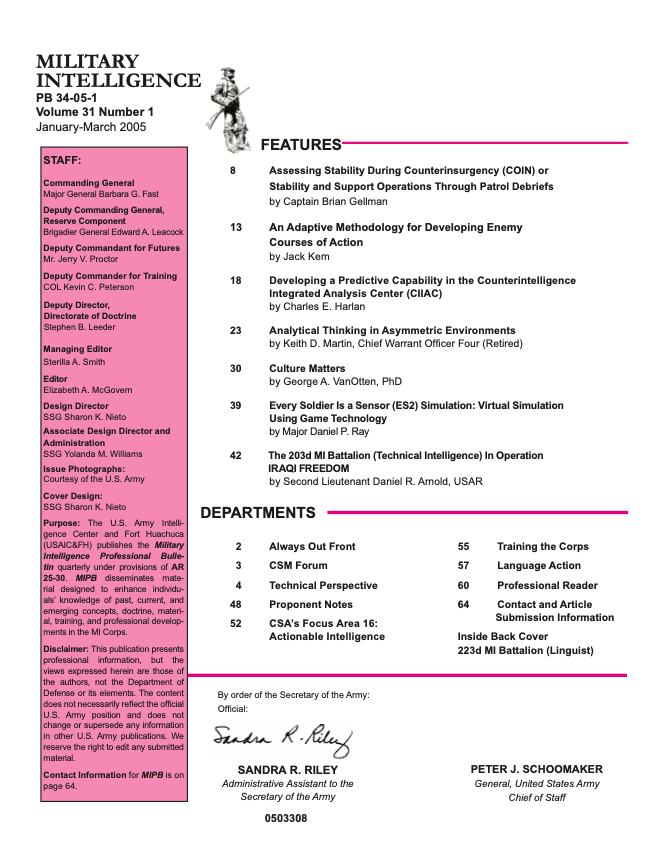 MILITARY
INTELLIGENCE
PB 34-05-1
Volume 31 Number 1
January-March 2005
STAFF:
Commanding General
Major General Barbara G. Fast
Deputy Commanding General,
Reserve Component
Brigadier General Edward A. Leacock
Deputy Commandant for Futures
Mr. Jerry V. Proctor
Deputy Commander for Training
COL Kevin C. Peterson
Deputy Director,
Directorate of Doctrine
Stephen B. Leeder
Managing Editor
Sterilla A. Smith
Editor
Elizabeth A. McGovern
Design Director
SSG Sharon K. Nieto
Associate Design Director and
Administration
SSG Yolanda M. Williams
Issue Photographs:
Courtesy of the U.S. Army
Cover Design:
SSG Sharon K. Nieto
Purpose: The U.S. Army Intelli-
gence Center and Fort Huachuca
(USAIC&FH) publishes the Military
Intelligence Professional Bulle-
tin quarterly under provisions of AR
25-30. MIPB disseminates mate-
rial designed to enhance individu-
als' knowledge of past, current, and
emerging concepts, doctrine, materi-
al, training, and professional develop-
ments in the MI Corps.
Disclaimer: This publication presents
professional information, but the
views expressed herein are those of
the authors, not the Department of
Defense or its elements. The content
does not necessarily reflect the official
U.S. Army position and does not
change or supersede any information
in other U.S. Army publications. We
reserve the right to edit any submitted
material.
Contact Information for MIPB is on
page 64.
FEATURES
8 Assessing Stability During Counterinsurgency (COIN) or
Stability and Support Operations Through Patrol Debriefs
by Captain Brian Gellman
13 An Adaptive Methodology for Developing Enemy
Courses of Action
by Jack Kem
18 Developing a Predictive Capability in the Counterintelligence
Integrated Analysis Center (CIIAC)
by Charles E. Harlan
23 Analytical Thinking in Asymmetric Environments
by Keith D. Martin, Chief Warrant Officer Four (Retired)
30 Culture Matters
by George A. VanOtten, PhD
39 Every Soldier Is a Sensor (ES2) Simulation: Virtual Simulation
Using Game Technology
by Major Daniel P. Ray
42 The 203d MI Battalion (Technical Intelligence) In Operation
IRAQI FREEDOM
by Second Lieutenant Daniel R. Arnold, USAR
DEPARTMENTS
2 Always Out Front
3 CSM Forum
4 Technical Perspective
48 Proponent Notes
52 CSA's Focus Area 16:
Actionable Intelligence
55 Training the Corps
57 Language Action
60 Professional Reader
64 Contact and Article
Submission Information
Inside Back Cover
223d MI Battalion (Linguist)
By order of the Secretary of the Army:
Official:
Sandra R. Riley
SANDRA R. RILEY
Administrative Assistant to the
Secretary of the Army
0503308
PETER J. SCHOOMAKER
General, United States Army
Chief of Staff